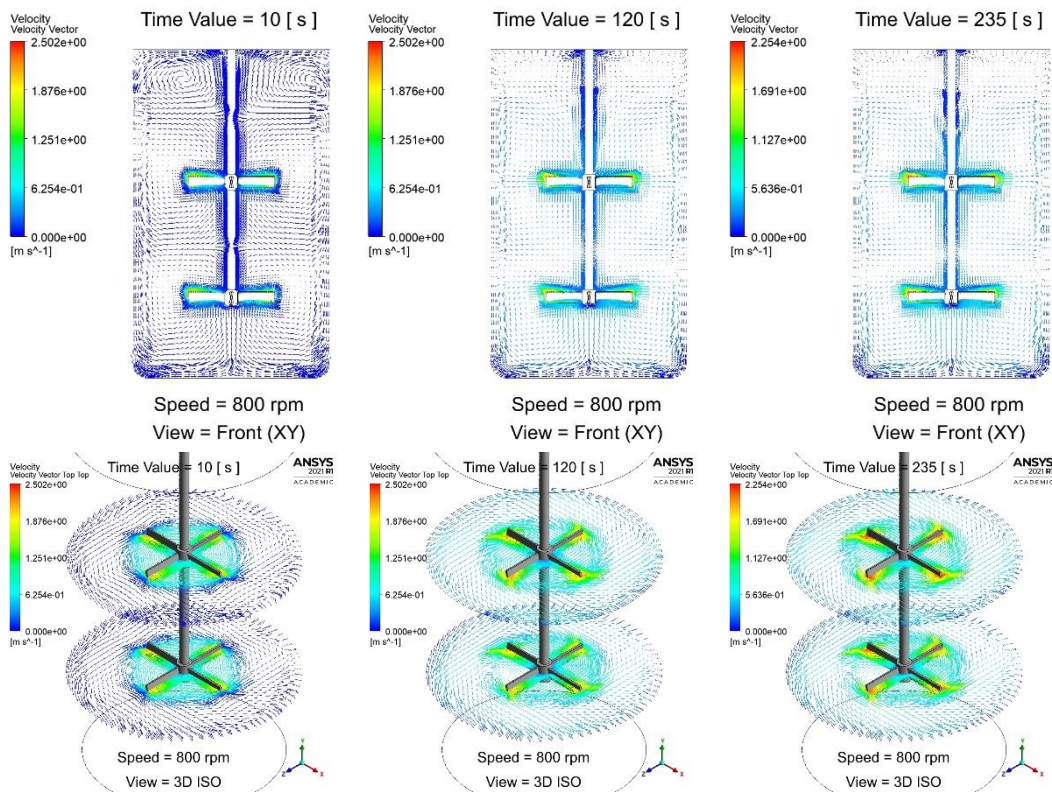 Velocity
Velocity Vector
Time Value = 10 [ s ]
2.502e+00
1.876e+00
1.251e+00
6.254e-01
0.000e+00
[m s^-1]
Speed = 800 rpm
View = Front (XY)
Velocity
Velocity Vector
Time Value = 120 [ s ]
2.502e+00
1.876e+00
1.251e+00
6.254e-01
0.000e+00
[m s^-1]
Speed = 800 rpm
View = Front (XY)
Velocity
Velocity Vector
Time Value = 235 [ s ]
2.254e+00
1.691e+00
1.127e+00
5.636e-01
0.000e+00
[m s^-1]
Speed = 800 rpm
View = Front (XY)
Velocity
Velocity Vector Top Top
Time Value = 10 [ s ]
ANSYS
2021 R1
ACADEMIC
2.502e+00
1.876e+00
1.251e+00
6.254e-01
0.000e+00
[m s^-1]
Speed = 800 rpm
View = 3D ISO
Y
Z
X
Velocity
Velocity Vector Top Top
Time Value = 120 [ s ]
ANSYS
2021 R1
ACADEMIC
2.502e+00
1.876e+00
1.251e+00
6.254e-01
0.000e+00
[m s^-1]
Speed = 800 rpm
View = 3D ISO
Y
Z
X
Velocity
Velocity Vector Top Top
Time Value = 235 [ s ]
ANSYS
2021 R1
ACADEMIC
2.254e+00
1.691e+00
1.127e+00
5.636e-01
0.000e+00
[m s^-1]
Speed = 800 rpm
View = 3D ISO
Y
Z
X